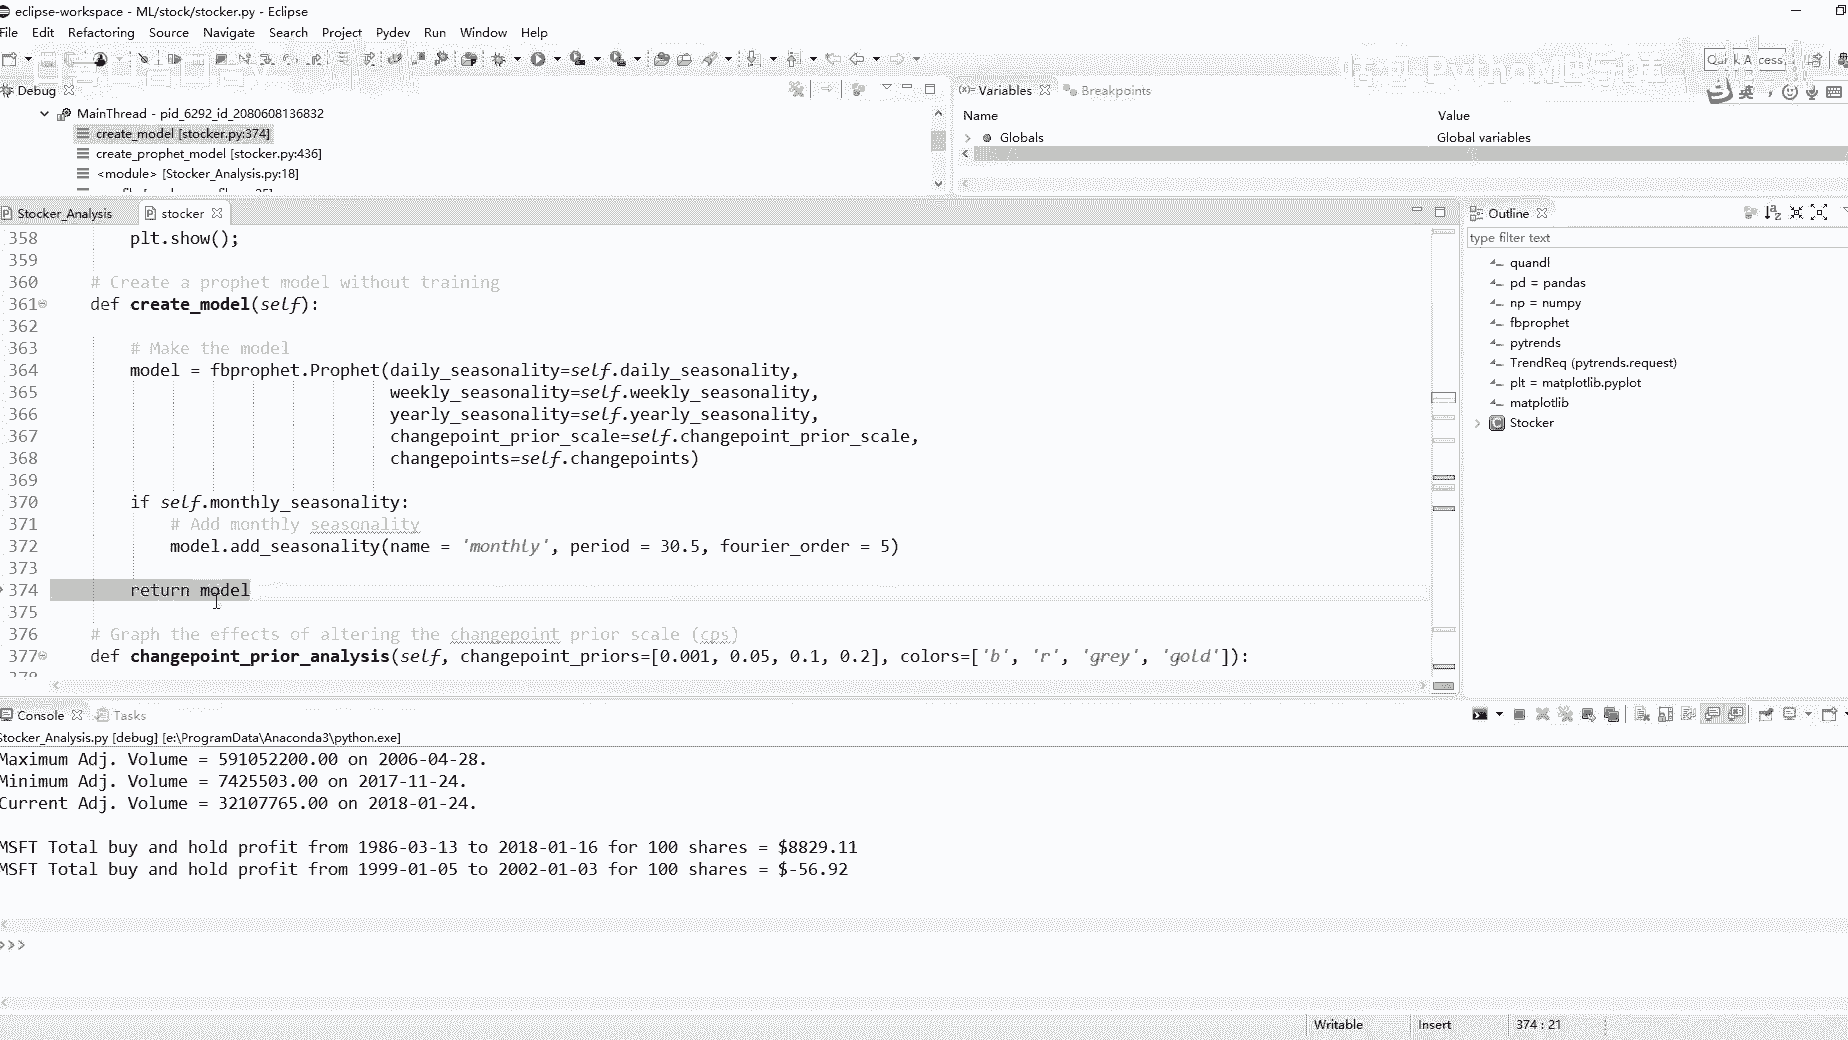 eclipse-workspace - ML/stock/stocker.py - Eclipse
File Edit Refactoring Source Navigate Search Project Pydev Run Window Help
Debug
Variables Breakpoints
MainThread - pid_6292_id_2080608136832
create_model [stocker.py:374]
create_prophet_model [stocker.py:436]
<module> [Stocker_Analysis.py:18]
Name Value
Globals Global variables
Stocker_Analysis stocker
358 plt.show();
359
360 # Create a prophet model without training
361 def create_model(self):
362
363 # Make the model
364 model = fbprophet.Prophet(daily_seasonality=self.daily_seasonality,
365 weekly_seasonality=self.weekly_seasonality,
366 yearly_seasonality=self.yearly_seasonality,
367 changepoint_prior_scale=self.changepoint_prior_scale,
368 changepoints=self.changepoints)
369
370 if self.monthly_seasonality:
371 # Add monthly seasonality
372 model.add_seasonality(name = 'monthly', period = 30.5, fourier_order = 5)
373
374 return model
375
376 # Graph the effects of altering the changepoint prior scale (cps)
377 def changepoint_prior_analysis(self, changepoint_priors=[0.001, 0.05, 0.1, 0.2], colors=['b', 'r', 'grey', 'gold']):
Outline
type filter text
quandl
pd = pandas
np = numpy
fbprophet
pytrends
TrendReq (pytrends.request)
plt = matplotlib.pyplot
matplotlib
Stocker
Console Tasks
Stocker_Analysis.py [debug] [e:\ProgramData\Anaconda3\python.exe]
Maximum Adj. Volume = 591052200.00 on 2006-04-28.
Minimum Adj. Volume = 7425503.00 on 2017-11-24.
Current Adj. Volume = 32107765.00 on 2018-01-24.
MSFT Total buy and hold profit from 1986-03-13 to 2018-01-16 for 100 shares = $8829.11
MSFT Total buy and hold profit from 1999-01-05 to 2002-01-03 for 100 shares = $-56.92
>>>
Writable Insert 374 : 21